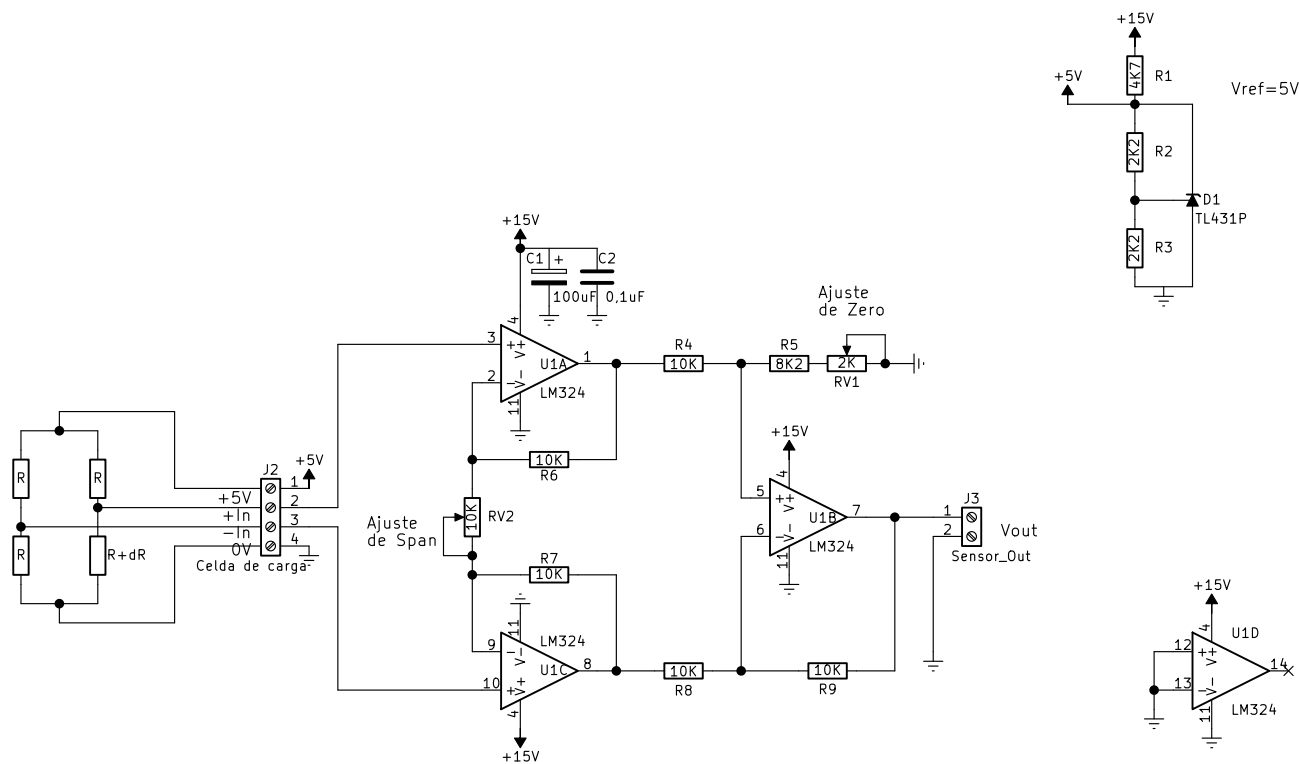 +15V
4K7
R1
+5V
Vref=5V
2K2
R2
D1
TL431P
2K2
R3
+15V
C1
+
C2
100uF
0,1uF
Ajuste
de Zero
4
3
+
V+
1
U1A
2
−
V−
LM324
11
R4
10K
R5
8K2
2K
RV1
10K
R6
R
R
J2
1
+5V
+5V
2
+In
3
−In
4
0V
Celda de carga
R
R+dR
Ajuste
de Span
10K
RV2
+15V
4
5
+
V+
7
U1B
6
−
V−
LM324
11
J3
1
2
Vout
Sensor_Out
R7
10K
11
LM324
9
−
V−
8
U1C
10
+
V+
4
+15V
10K
R8
10K
R9
+15V
4
U1D
12
+
V+
14
13
−
V−
LM324
11